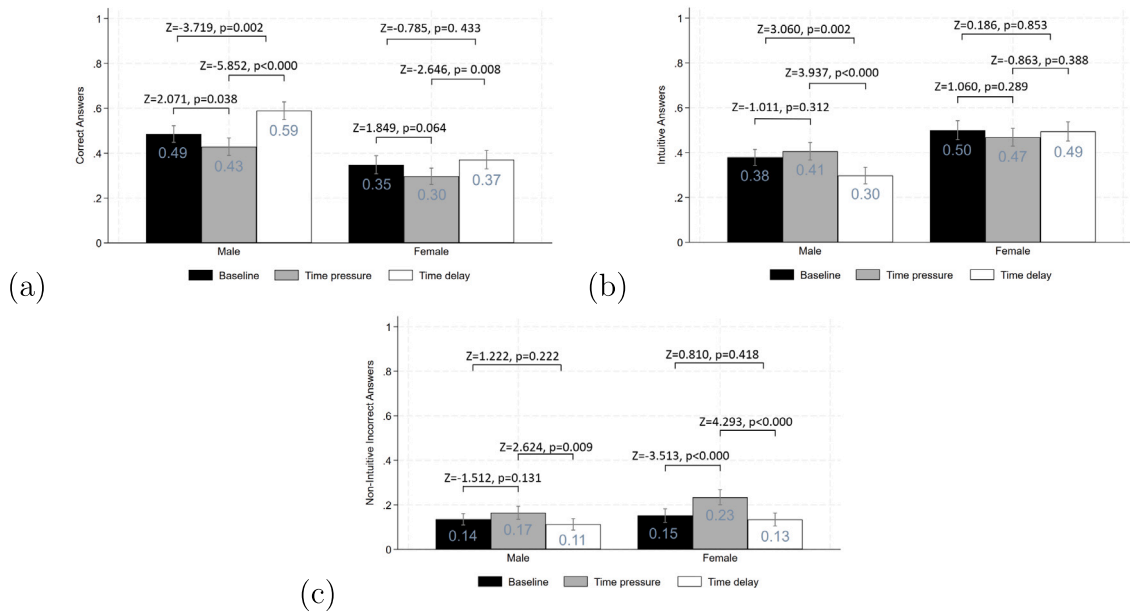 Z=-3.719, p=0.002
Z=-0.785, p=0. 433
Z=-5.852, p<0.000
Z=-2.646, p= 0.008
Z=2.071, p=0.038
Z=1.849, p=0.064
Correct Answers
1
.8
.6
.4
.2
0
0.49
0.43
0.59
0.35
0.30
0.37
Male
Female
Baseline
Time pressure
Time delay
(a)
Z=3.060, p=0.002
Z=0.186, p=0.853
Z=3.937, p<0.000
Z=-0.863, p=0.388
Z=-1.011, p=0.312
Z=1.060, p=0.289
Intuitive Answers
1
.8
.6
.4
.2
0
0.38
0.41
0.30
0.50
0.47
0.49
Male
Female
Baseline
Time pressure
Time delay
(b)
Z=1.222, p=0.222
Z=0.810, p=0.418
Z=2.624, p=0.009
Z=4.293, p<0.000
Z=-1.512, p=0.131
Z=-3.513, p<0.000
Non-Intuitive Incorrect Answers
1
.8
.6
.4
.2
0
0.14
0.17
0.11
0.15
0.23
0.13
Male
Female
Baseline
Time pressure
Time delay
(c)